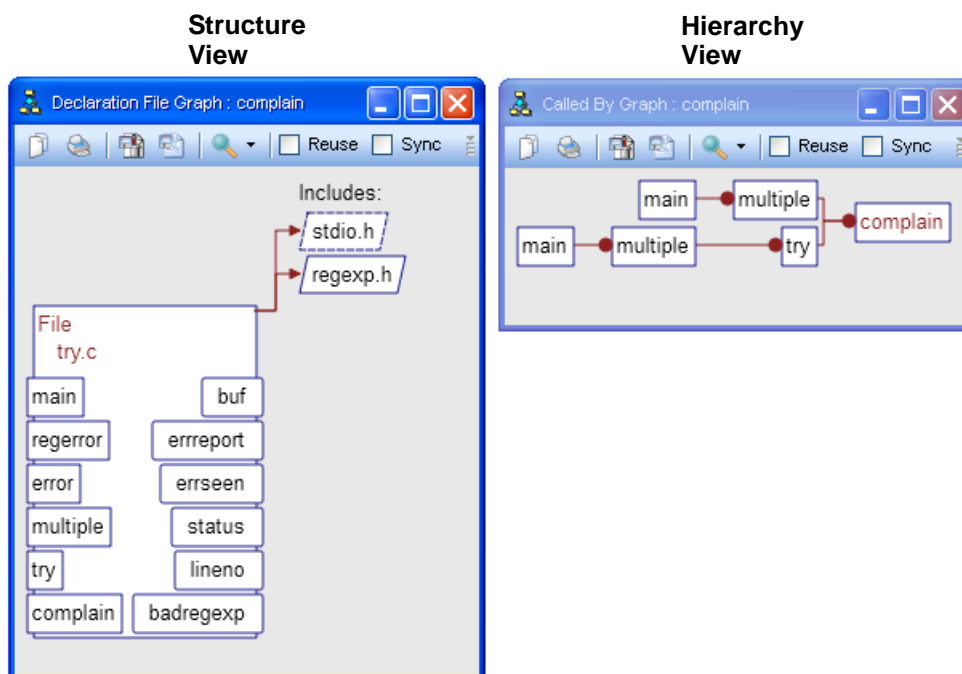 Structure
View
Hierarchy
View
Declaration File Graph : complain
Reuse Sync
Includes:
stdio.h
regexp.h
File
try.c
main buf
regerror errreport
error errseen
multiple status
try lineno
complain badregexp
Called By Graph : complain
Reuse Sync
main multiple
complain
main multiple try